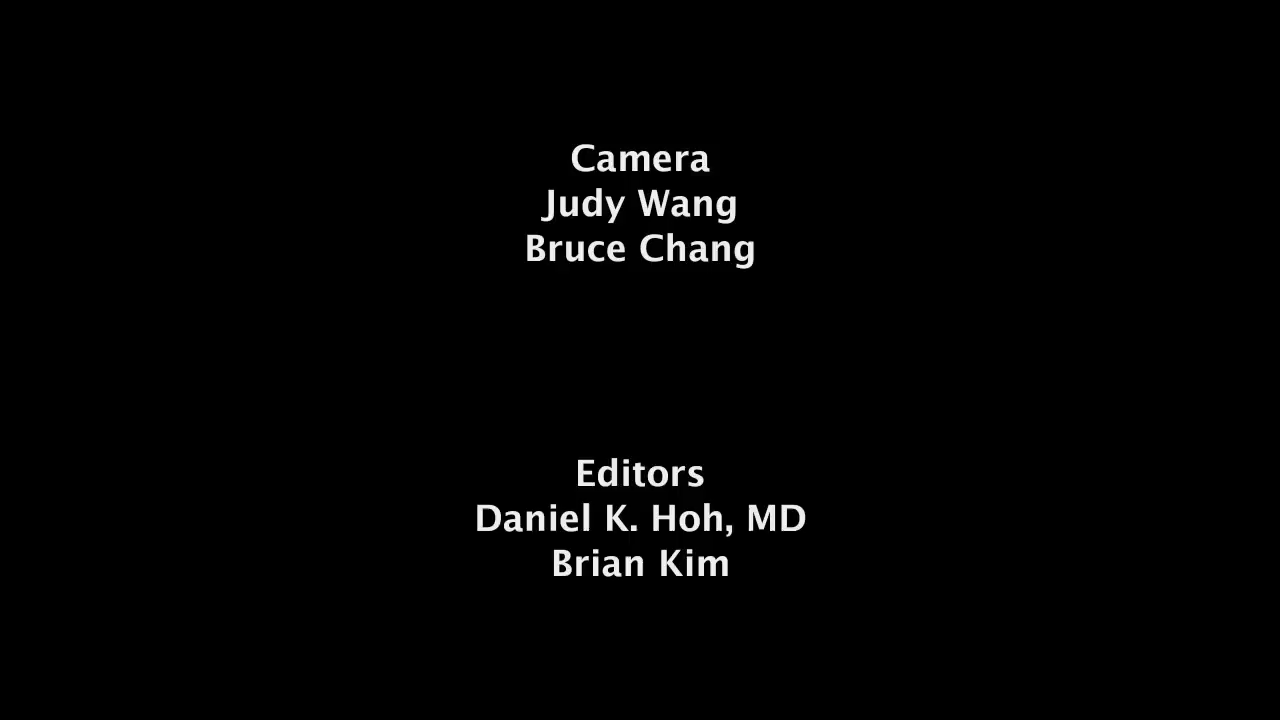 Camera
Judy Wang
Bruce Chang
Editors
Daniel K. Hoh, MD
Brian Kim